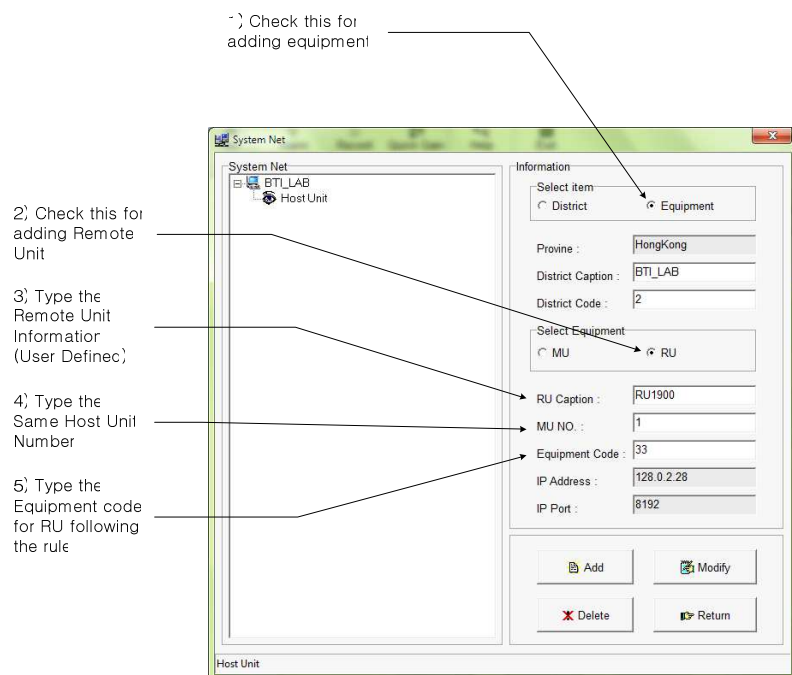 1) Check this for
adding equipment
System Net
System Net
BTI_LAB
Host Unit
Information
Select item
District
Equipment
Provine :
HongKong
District Caption :
BTI_LAB
District Code :
2
Select Equipment
MU
RU
RU Caption :
RU1900
MU NO. :
1
Equipment Code :
33
IP Address :
128.0.2.28
IP Port :
8192
Add
Modify
Delete
Return
Host Unit
2) Check this for
adding Remote
Unit
3) Type the
Remote Unit
Information
(User Defined)
4) Type the
Same Host Unit
Number
5) Type the
Equipment code
for RU following
the rule